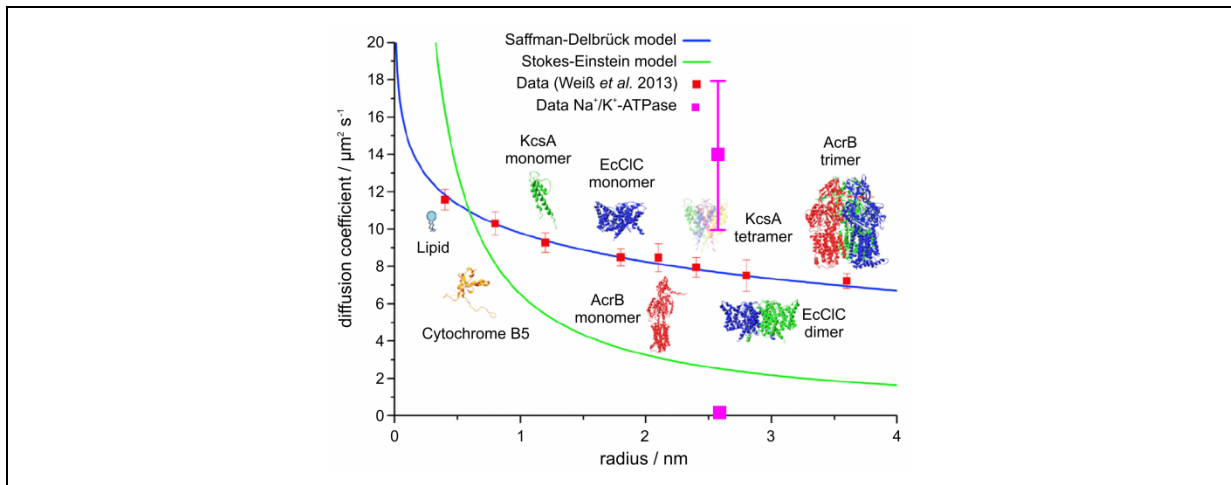 Saffman-Delbrück model
Stokes-Einstein model
Data (Weiß et al. 2013)
Data Na⁺/K⁺-ATPase
diffusion coefficient / µm² s⁻¹
20
18
16
14
12
10
8
6
4
2
0
KcsA
monomer
EcClC
monomer
AcrB
trimer
Lipid
KcsA
tetramer
Cytochrome B5
AcrB
monomer
EcClC
dimer
0 1 2 3 4
radius / nm